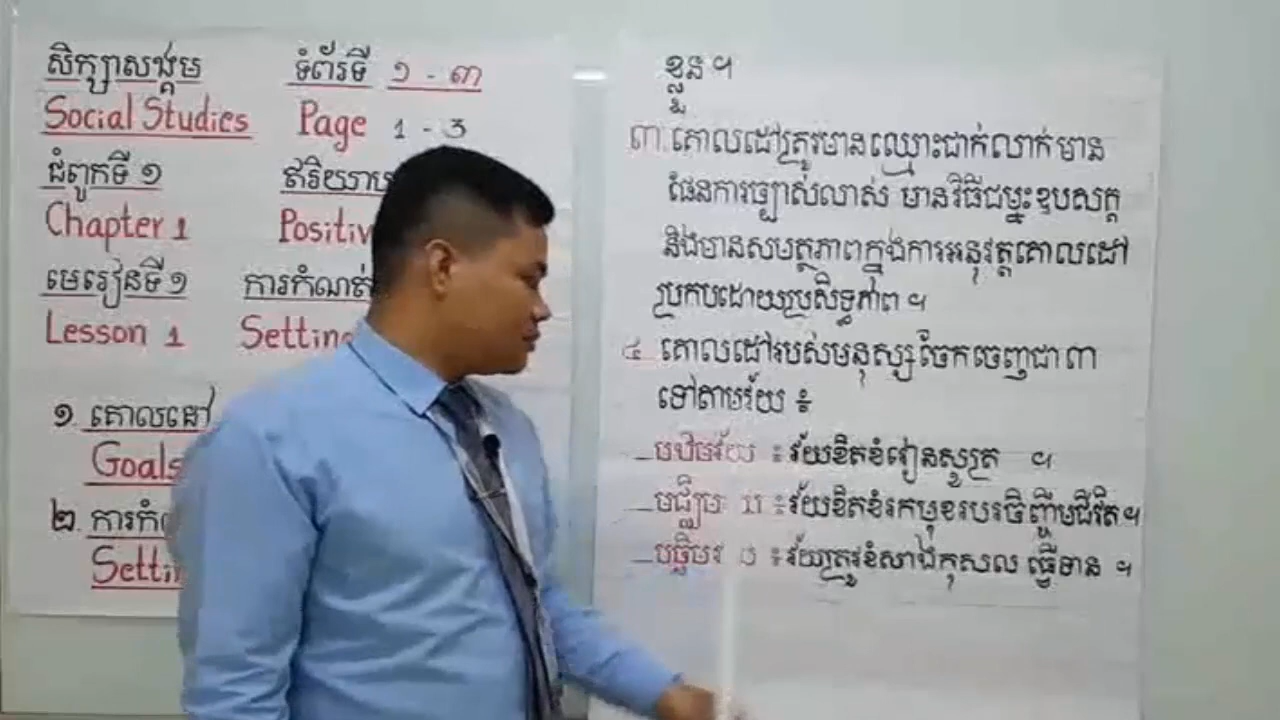 សិក្សាសង្គម ទំព័រទី ១ - ៣
Social Studies Page 1 - 3
ជំពូកទី ១
Chapter 1
មេរៀនទី ១ ការកំណត់
Lesson 1
១. គោលដៅ
Goals
២. ការកំ
ខ្លួន ។
៣. គោលដៅត្រូវមានឈ្មោះជាក់លាក់ មាន
ផែនការច្បាស់លាស់ មានវិធីជម្នះឧបសគ្គ
និងមានសមត្ថភាពក្នុងការអនុវត្តគោលដៅ
ប្រកបដោយប្រសិទ្ធភាព ។
៤. គោលដៅរបស់មនុស្សចែកចេញជា ៣
ទៅតាមវ័យ ៖
_ បឋមវ័យ ៖ វ័យខិតខំរៀនសូត្រ ។
_ មជ្ឈិម ៖ វ័យខិតខំរកមុខរបរចិញ្ចឹមជីវិត ។
_ បច្ឆិមវ ៖ វ័យត្រូវខំសាងកុសល ធ្វើទាន ។